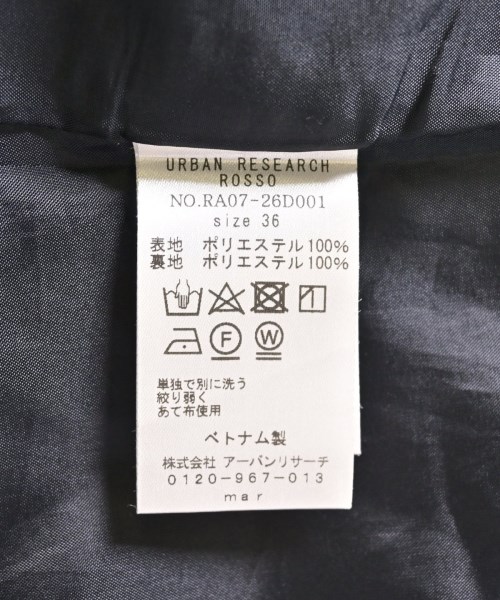 URBAN RESEARCH
ROSSO
NO.RA07-26D001
size 36
表地 ポリエステル100%
裏地 ポリエステル100%
F W
単独で別に洗う
絞り弱く
あて布使用
ベトナム製
株式会社 アーバンリサーチ
0120-967-013
mar